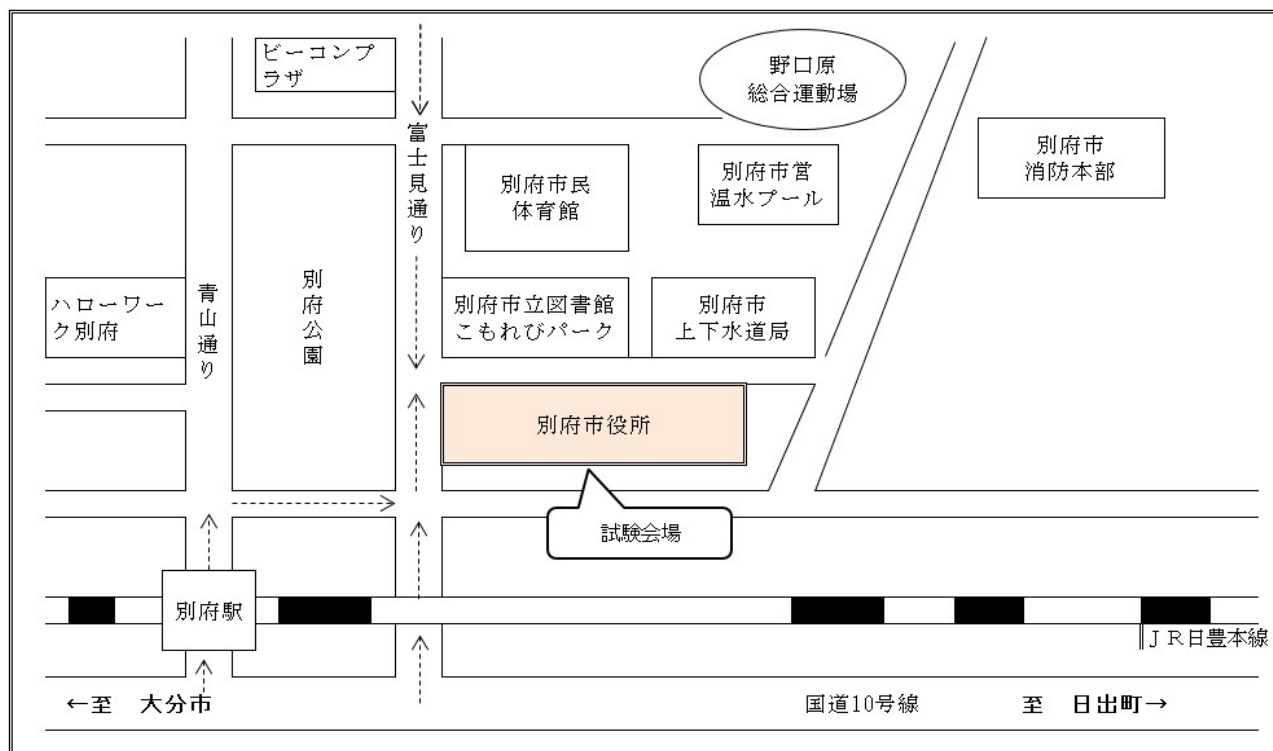 ビーコンプ
ラザ
野口原
総合運動場
富士見通り
別府市民
体育館
別府市営
温水プール
別府市
消防本部
ハローワー
ク別府
青山通り
別府公園
別府市立図書館
こもれびパーク
別府市
上下水道局
別府市役所
試験会場
別府駅
JR日豊本線
←至 大分市
国道10号線
至 日出町→